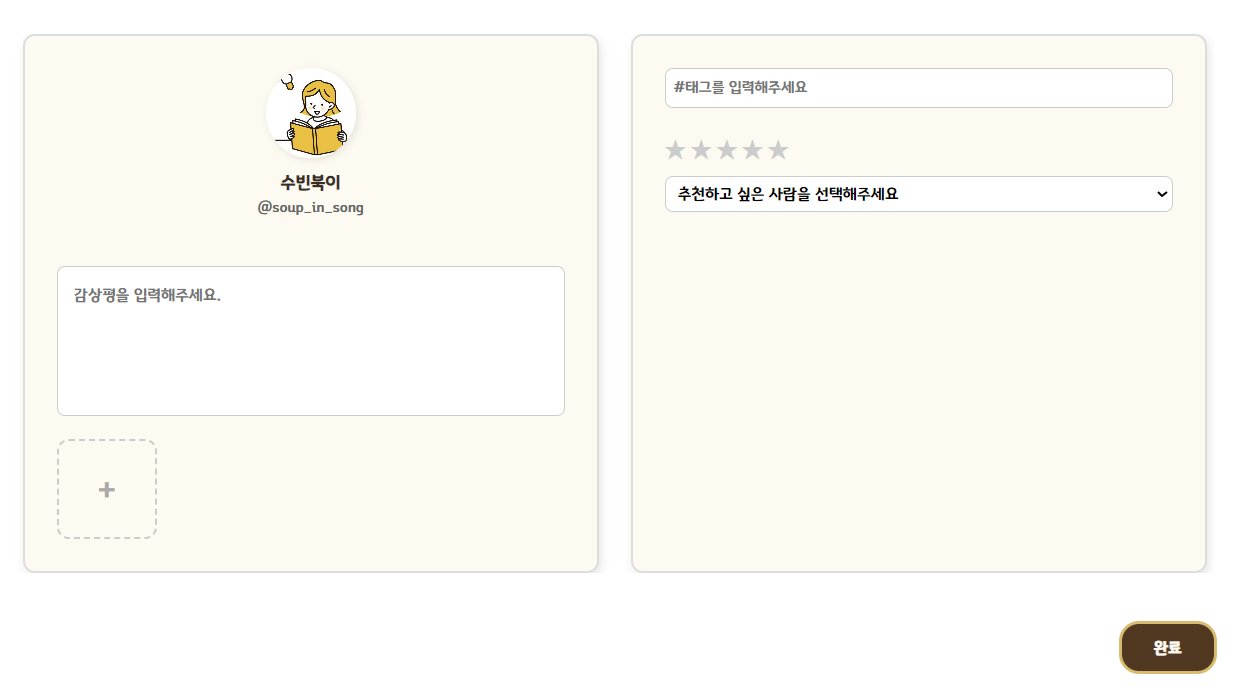 수빈북이
@soup_in_song
감상평을 입력해주세요.
+
#태그를 입력해주세요
★★★★★
추천하고 싶은 사람을 선택해주세요
완료